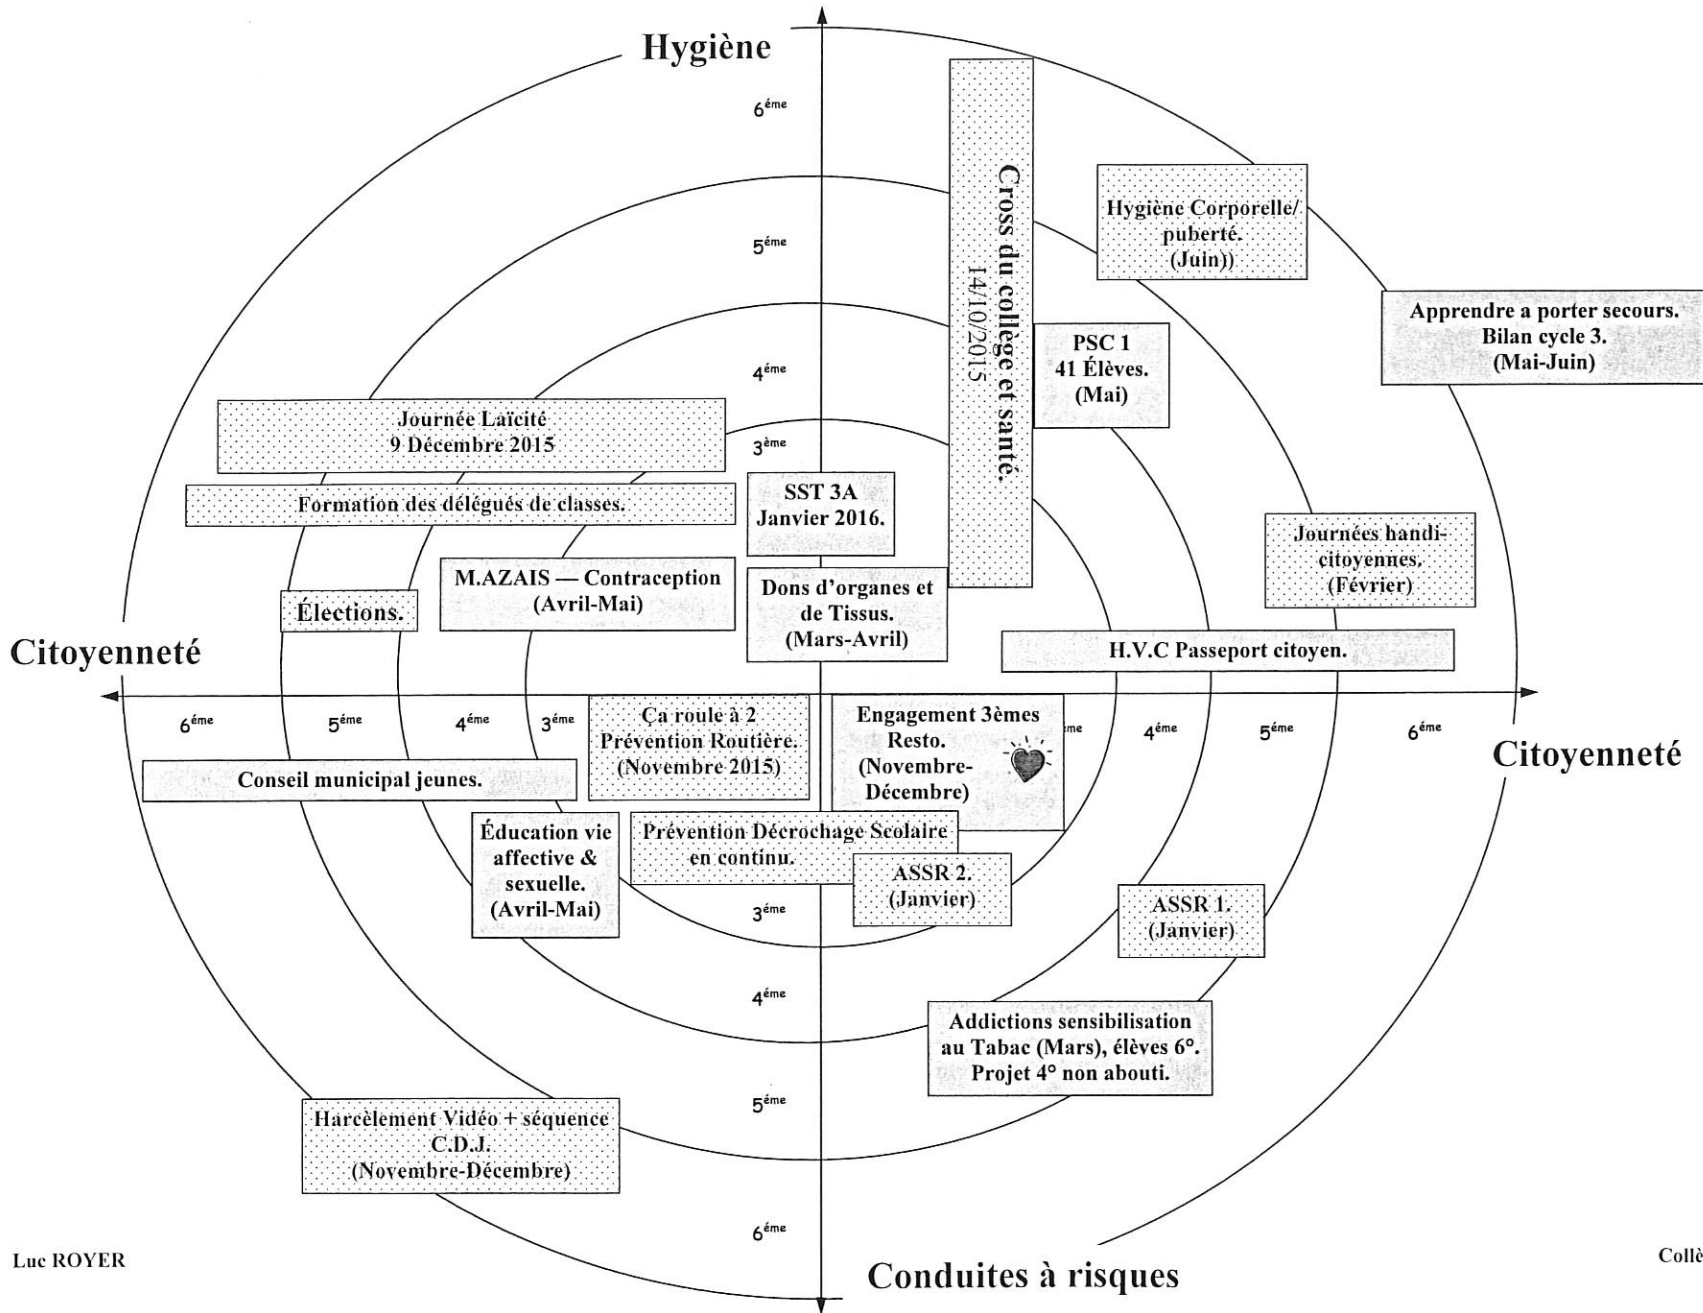 Hygiène
6éme
5éme
4éme
3ème
Cross du collège et santé.
14/10/2015
Hygiène Corporelle/
puberté.
(Juin))
Apprendre a porter secours.
Bilan cycle 3.
(Mai-Juin)
PSC 1
41 Élèves.
(Mai)
Journée Laïcité
9 Décembre 2015
Formation des délégués de classes.
SST 3A
Janvier 2016.
Journées handi-
citoyennes.
(Février)
M.AZAIS — Contraception
(Avril-Mai)
Dons d'organes et
de Tissus.
(Mars-Avril)
Élections.
H.V.C Passeport citoyen.
Citoyenneté
6éme
5éme
4éme
3éme
Ça roule à 2
Prévention Routière.
(Novembre 2015)
Engagement 3èmes
Resto.
(Novembre-
Décembre)
éme
4éme
5éme
6éme
Citoyenneté
Conseil municipal jeunes.
Éducation vie
affective &
sexuelle.
(Avril-Mai)
Prévention Décrochage Scolaire
en continu.
ASSR 2.
(Janvier)
ASSR 1.
(Janvier)
3éme
4éme
Addictions sensibilisation
au Tabac (Mars), élèves 6°.
Projet 4° non abouti.
5éme
Harcèlement Vidéo + séquence
C.D.J.
(Novembre-Décembre)
6éme
Luc ROYER
Conduites à risques
Collè